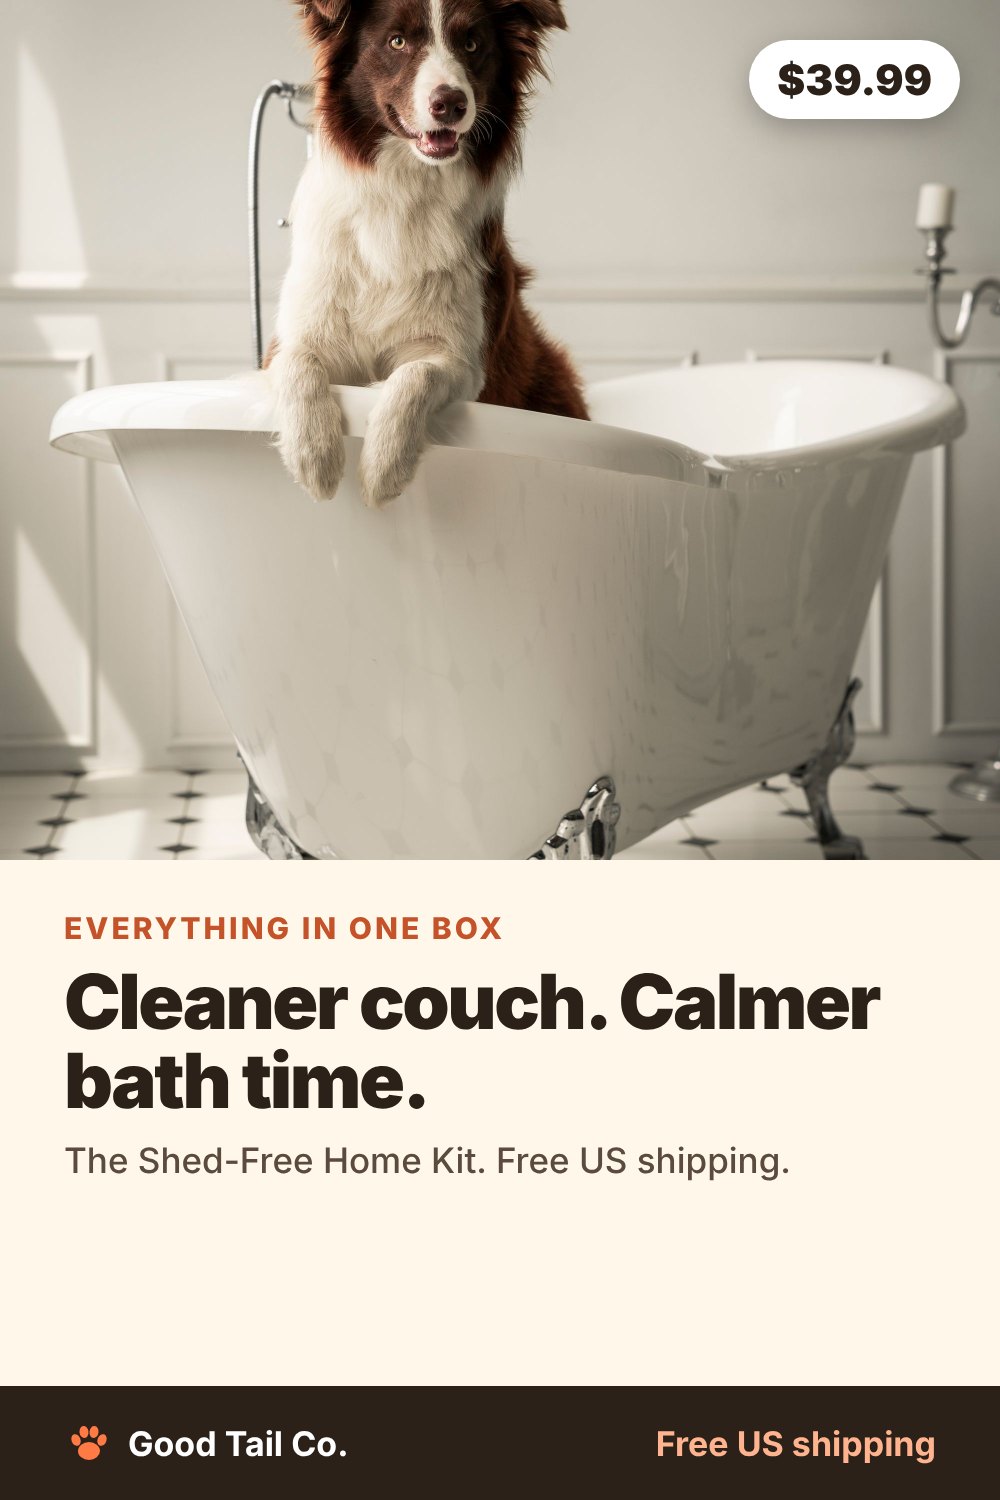 $39.99
EVERYTHING IN ONE BOX
Cleaner couch. Calmer
bath time.
The Shed-Free Home Kit. Free US shipping.
Good Tail Co.
Free US shipping